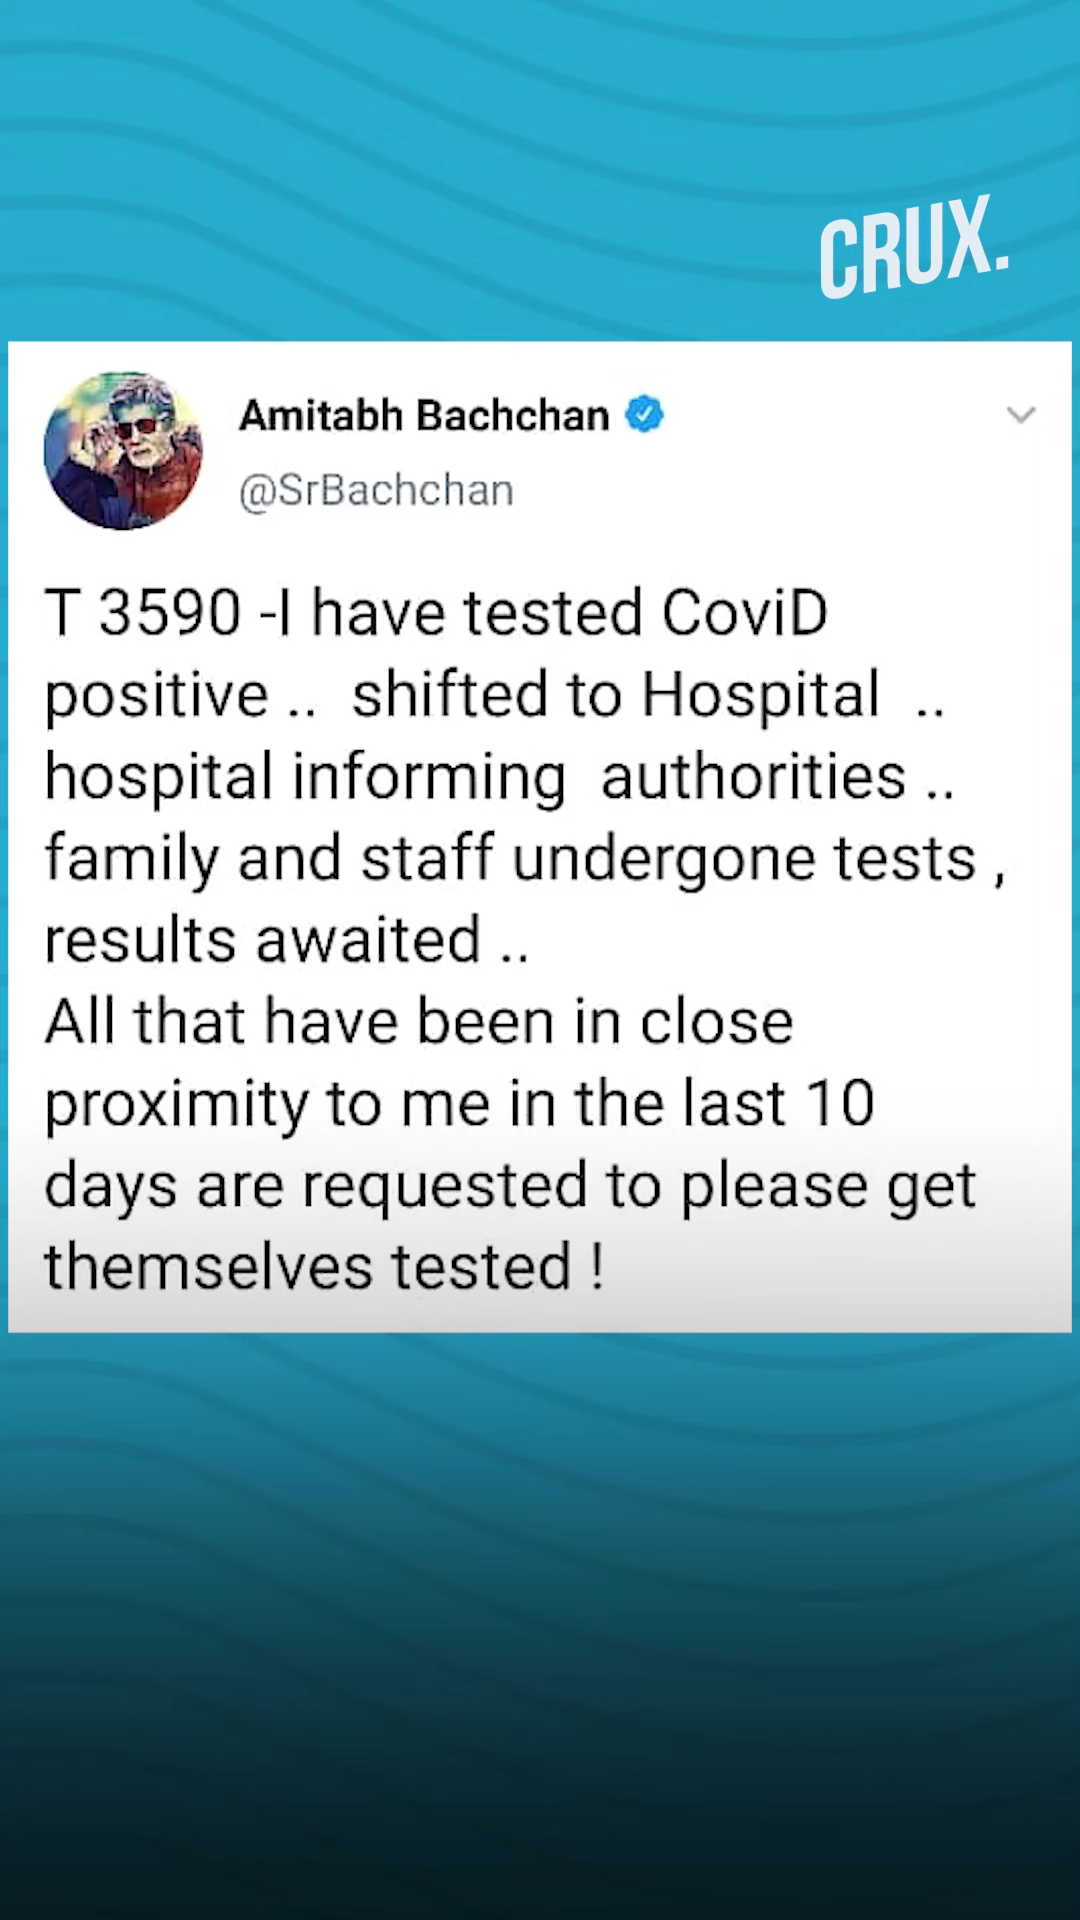 CRUX.
Amitabh Bachchan
@SrBachchan
T 3590 -I have tested CoviD
positive ..  shifted to Hospital  ..
hospital informing  authorities ..
family and staff undergone tests ,
results awaited ..
All that have been in close
proximity to me in the last 10
days are requested to please get
themselves tested !